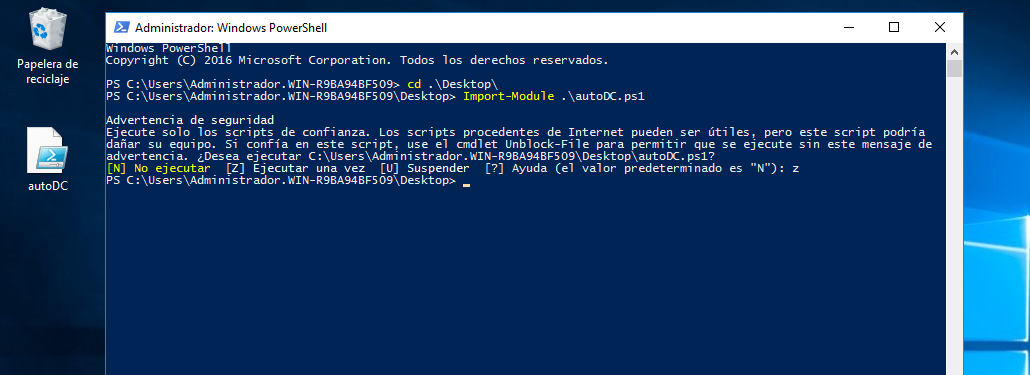 Papelera de
reciclaje
autoDC
Administrador: Windows PowerShell
Windows PowerShell
Copyright (C) 2016 Microsoft Corporation. Todos los derechos reservados.
PS C:\Users\Administrador.WIN-R9BA94BF509> cd .\Desktop\
PS C:\Users\Administrador.WIN-R9BA94BF509\Desktop> Import-Module .\autoDC.ps1
Advertencia de seguridad
Ejecute solo los scripts de confianza. Los scripts procedentes de Internet pueden ser útiles, pero este script podría
dañar su equipo. Si confía en este script, use el cmdlet Unblock-File para permitir que se ejecute sin este mensaje de
advertencia. ¿Desea ejecutar C:\Users\Administrador.WIN-R9BA94BF509\Desktop\autoDC.ps1?
[N] No ejecutar  [Z] Ejecutar una vez  [U] Suspender  [?] Ayuda (el valor predeterminado es "N"): z
PS C:\Users\Administrador.WIN-R9BA94BF509\Desktop>